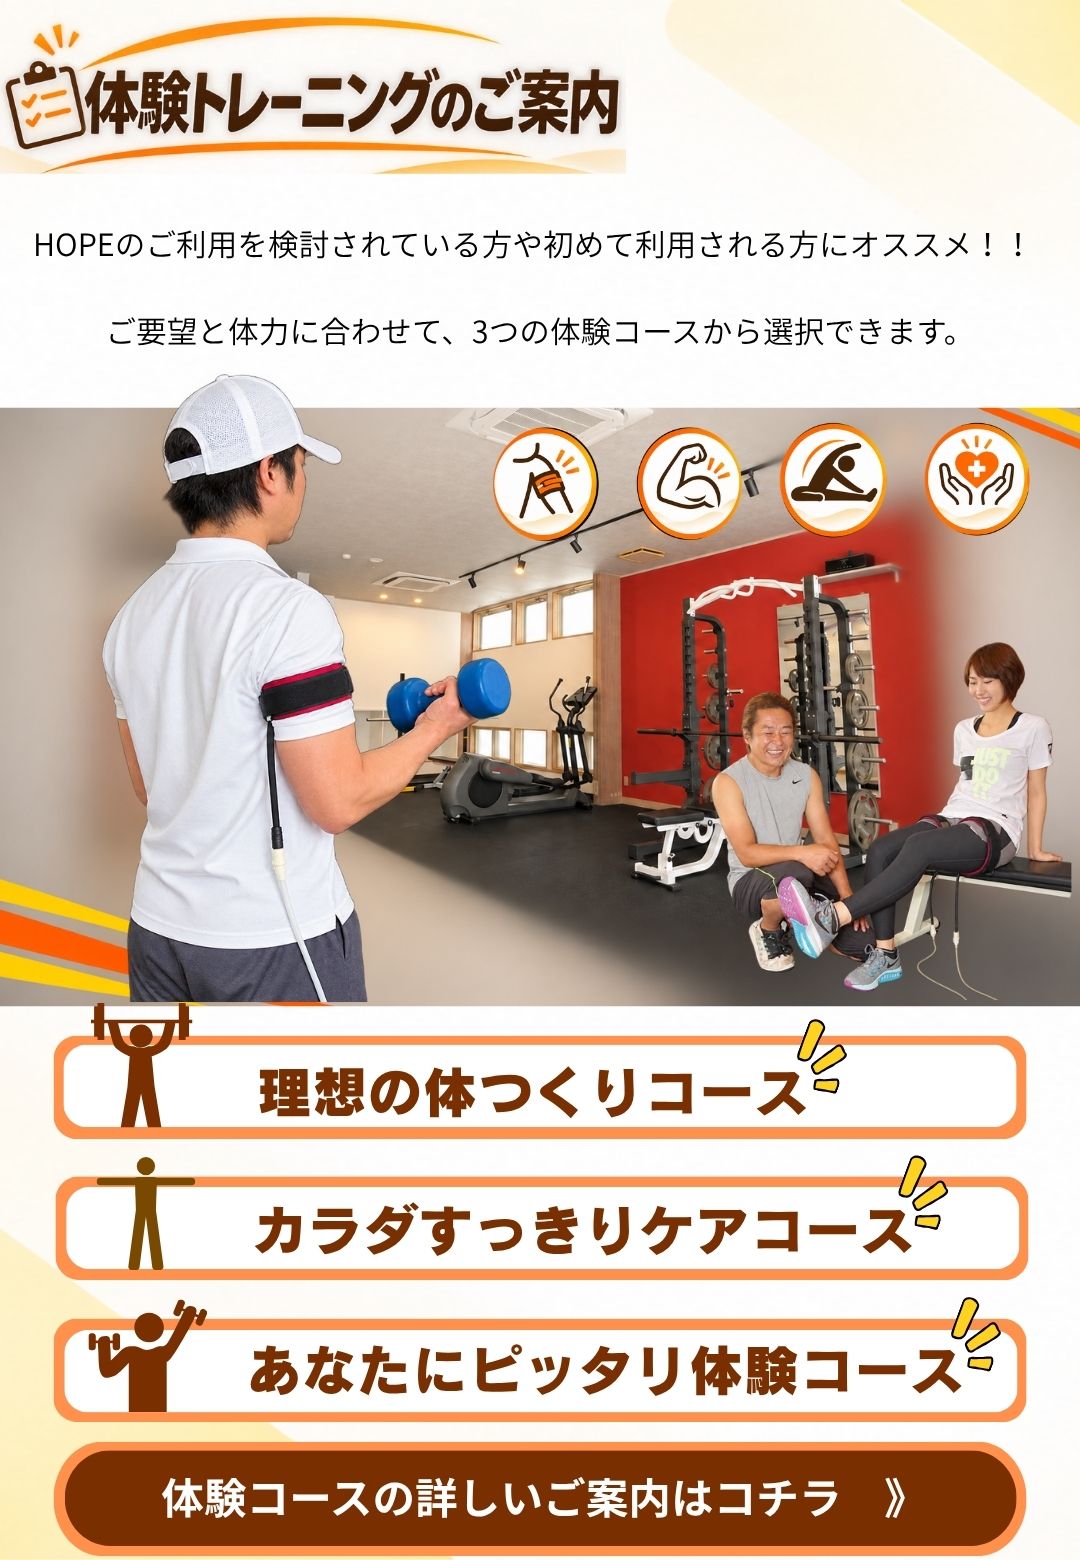 体験トレーニングのご案内
HOPEのご利用を検討されている方や初めて利用される方にオススメ！！
ご要望と体力に合わせて、3つの体験コースから選択できます。
JUST
DO
IT
理想の体つくりコース
カラダすっきりケアコース
あなたにピッタリ体験コース
体験コースの詳しいご案内はコチラ　》